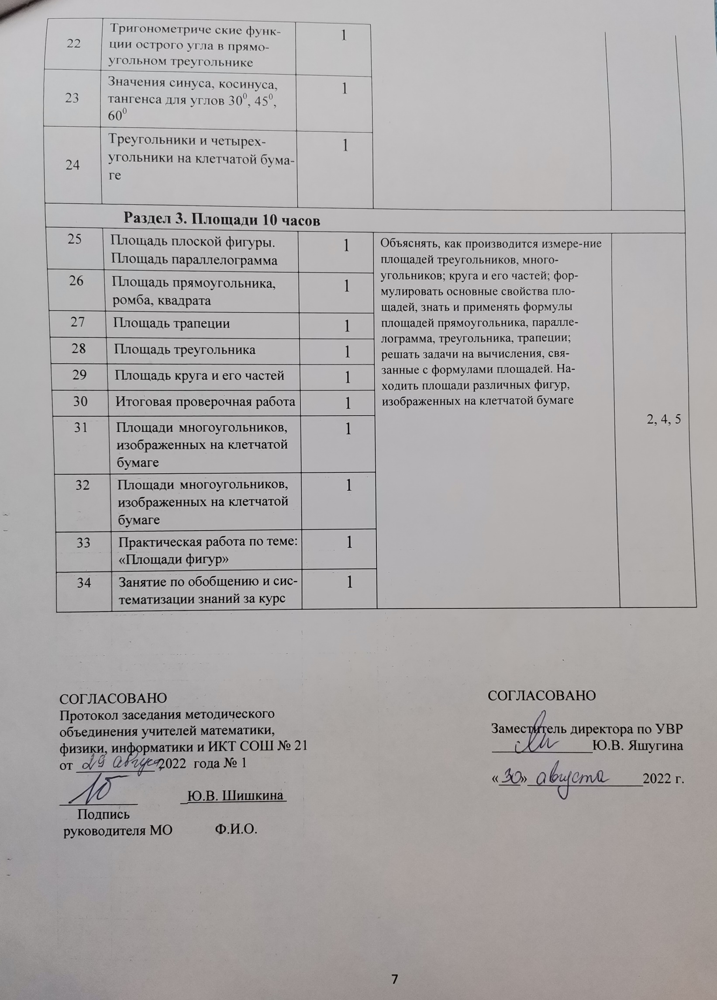 22
Тригонометриче ские функ-
ции острого угла в прямо-
угольном треугольнике
1
23
Значения синуса, косинуса,
тангенса для углов 30⁰, 45⁰,
60⁰
1
24
Треугольники и четырех-
угольники на клетчатой бума-
ге
1
Раздел 3. Площади 10 часов
25
Площадь плоской фигуры.
Площадь параллелограмма
1
26
Площадь прямоугольника,
ромба, квадрата
1
27
Площадь трапеции
1
28
Площадь треугольника
1
29
Площадь круга и его частей
1
30
Итоговая проверочная работа
1
31
Площади многоугольников,
изображенных на клетчатой
бумаге
1
32
Площади многоугольников,
изображенных на клетчатой
бумаге
1
33
Практическая работа по теме:
«Площади фигур»
1
34
Занятие по обобщению и сис-
тематизации знаний за курс
1
Объяснять, как производится измере-ние
площадей треугольников, много-
угольников; круга и его частей; фор-
мулировать основные свойства пло-
щадей, знать и применять формулы
площадей прямоугольника, паралле-
лограмма, треугольника, трапеции;
решать задачи на вычисления, свя-
занные с формулами площадей. На-
ходить площади различных фигур,
изображенных на клетчатой бумаге
2, 4, 5
СОГЛАСОВАНО
Протокол заседания методического
объединения учителей математики,
физики, информатики и ИКТ СОШ № 21
от 29 августа 2022 года № 1
Ю.В. Шишкина
Подпись
руководителя МО Ф.И.О.
СОГЛАСОВАНО
Заместитель директора по УВР
Ю.В. Яшугина
«30» августа 2022 г.
7